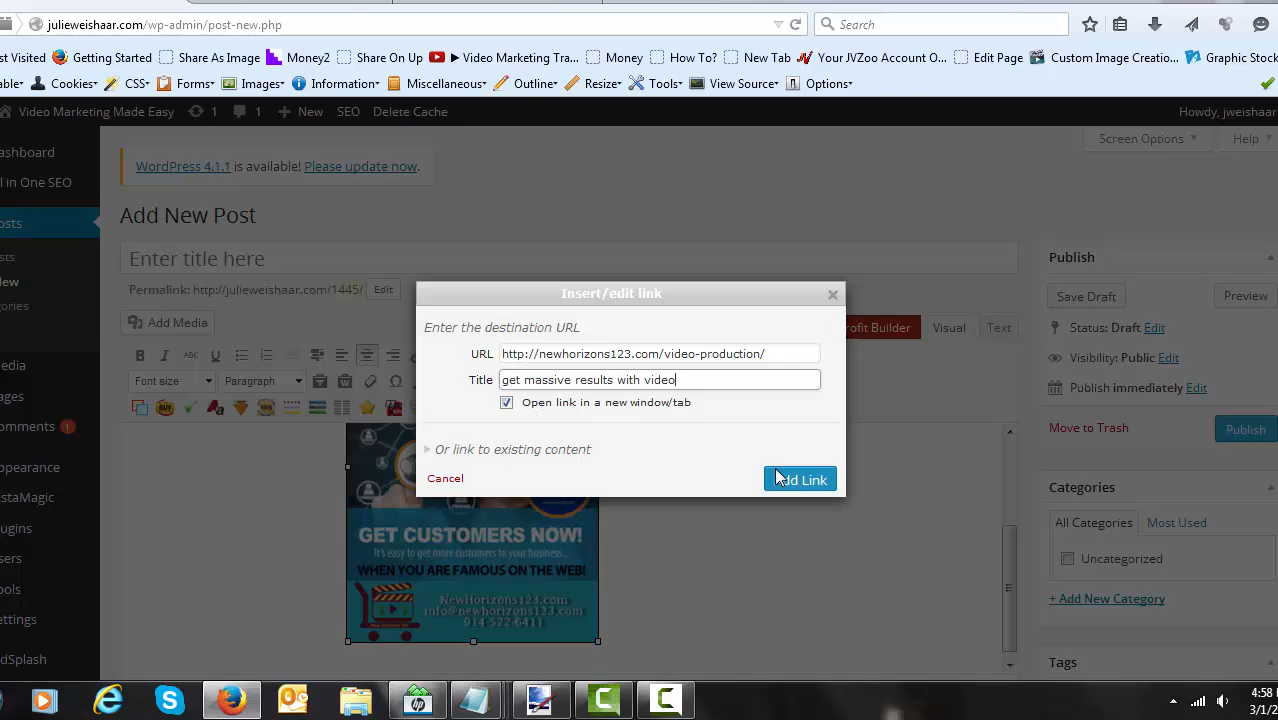 julieweishaar.com/wp-admin/post-new.php
Search
st Visited Getting Started Share As Image Money2 Share On Up ▶ Video Marketing Tra... Money How To? New Tab Your JVZoo Account O... Edit Page Custom Image Creatio... Graphic Stock
able▾ Cookies▾ CSS▾ Forms▾ Images▾ Information▾ Miscellaneous▾ Outline▾ Resize▾ Tools▾ View Source▾ Options▾
Video Marketing Made Easy 1 1 New SEO Delete Cache Howdy, jweishaar
Screen Options Help
ashboard
l in One SEO
osts
sts
ew
gories
edia
ages
omments 1
ppearance
staMagic
ugins
sers
ools
ettings
dSplash
WordPress 4.1.1 is available! Please update now.
Add New Post
Enter title here
Permalink: http://julieweishaar.com/1445/ Edit
Add Media
rofit Builder Visual Text
B I ABC U
Font size Paragraph
BUY
Insert/edit link
Enter the destination URL
URL http://newhorizons123.com/video-production/
Title get massive results with video
Open link in a new window/tab
Or link to existing content
Cancel
dd Link
GET CUSTOMERS NOW!
It's easy to get more customers to your business...
WHEN YOU ARE FAMOUS ON THE WEB!
NewHorizons123.com
info@newhorizons123.com
914-522-6411
Publish
Save Draft Preview
Status: Draft Edit
Visibility: Public Edit
Publish immediately Edit
Move to Trash
Publish
Categories
All Categories Most Used
Uncategorized
+ Add New Category
Tags
4:58
3/1/2